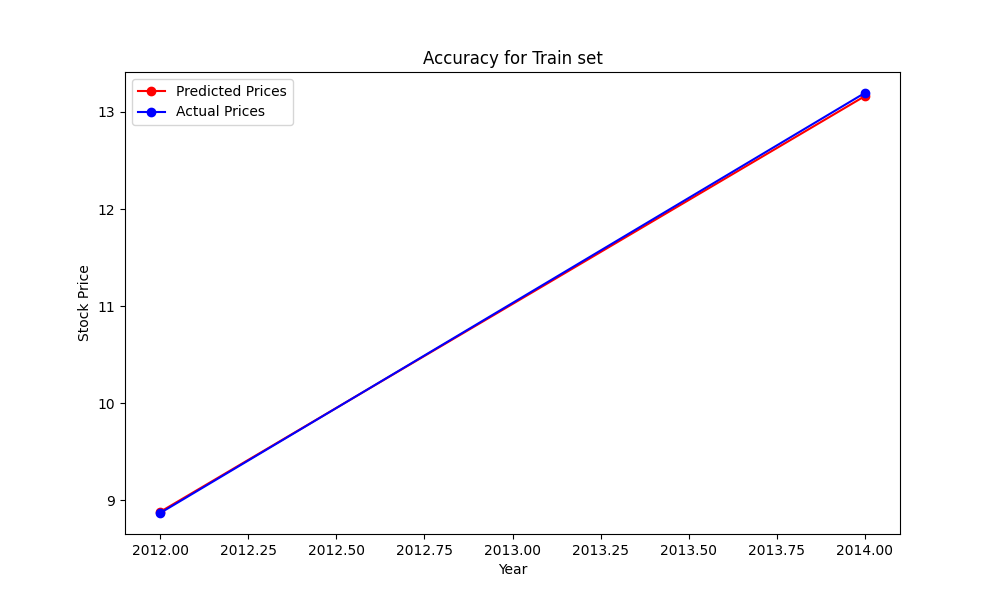 Accuracy for Train set
Predicted Prices
Actual Prices
Stock Price
13
12
11
10
9
2012.00 2012.25 2012.50 2012.75 2013.00 2013.25 2013.50 2013.75 2014.00
Year